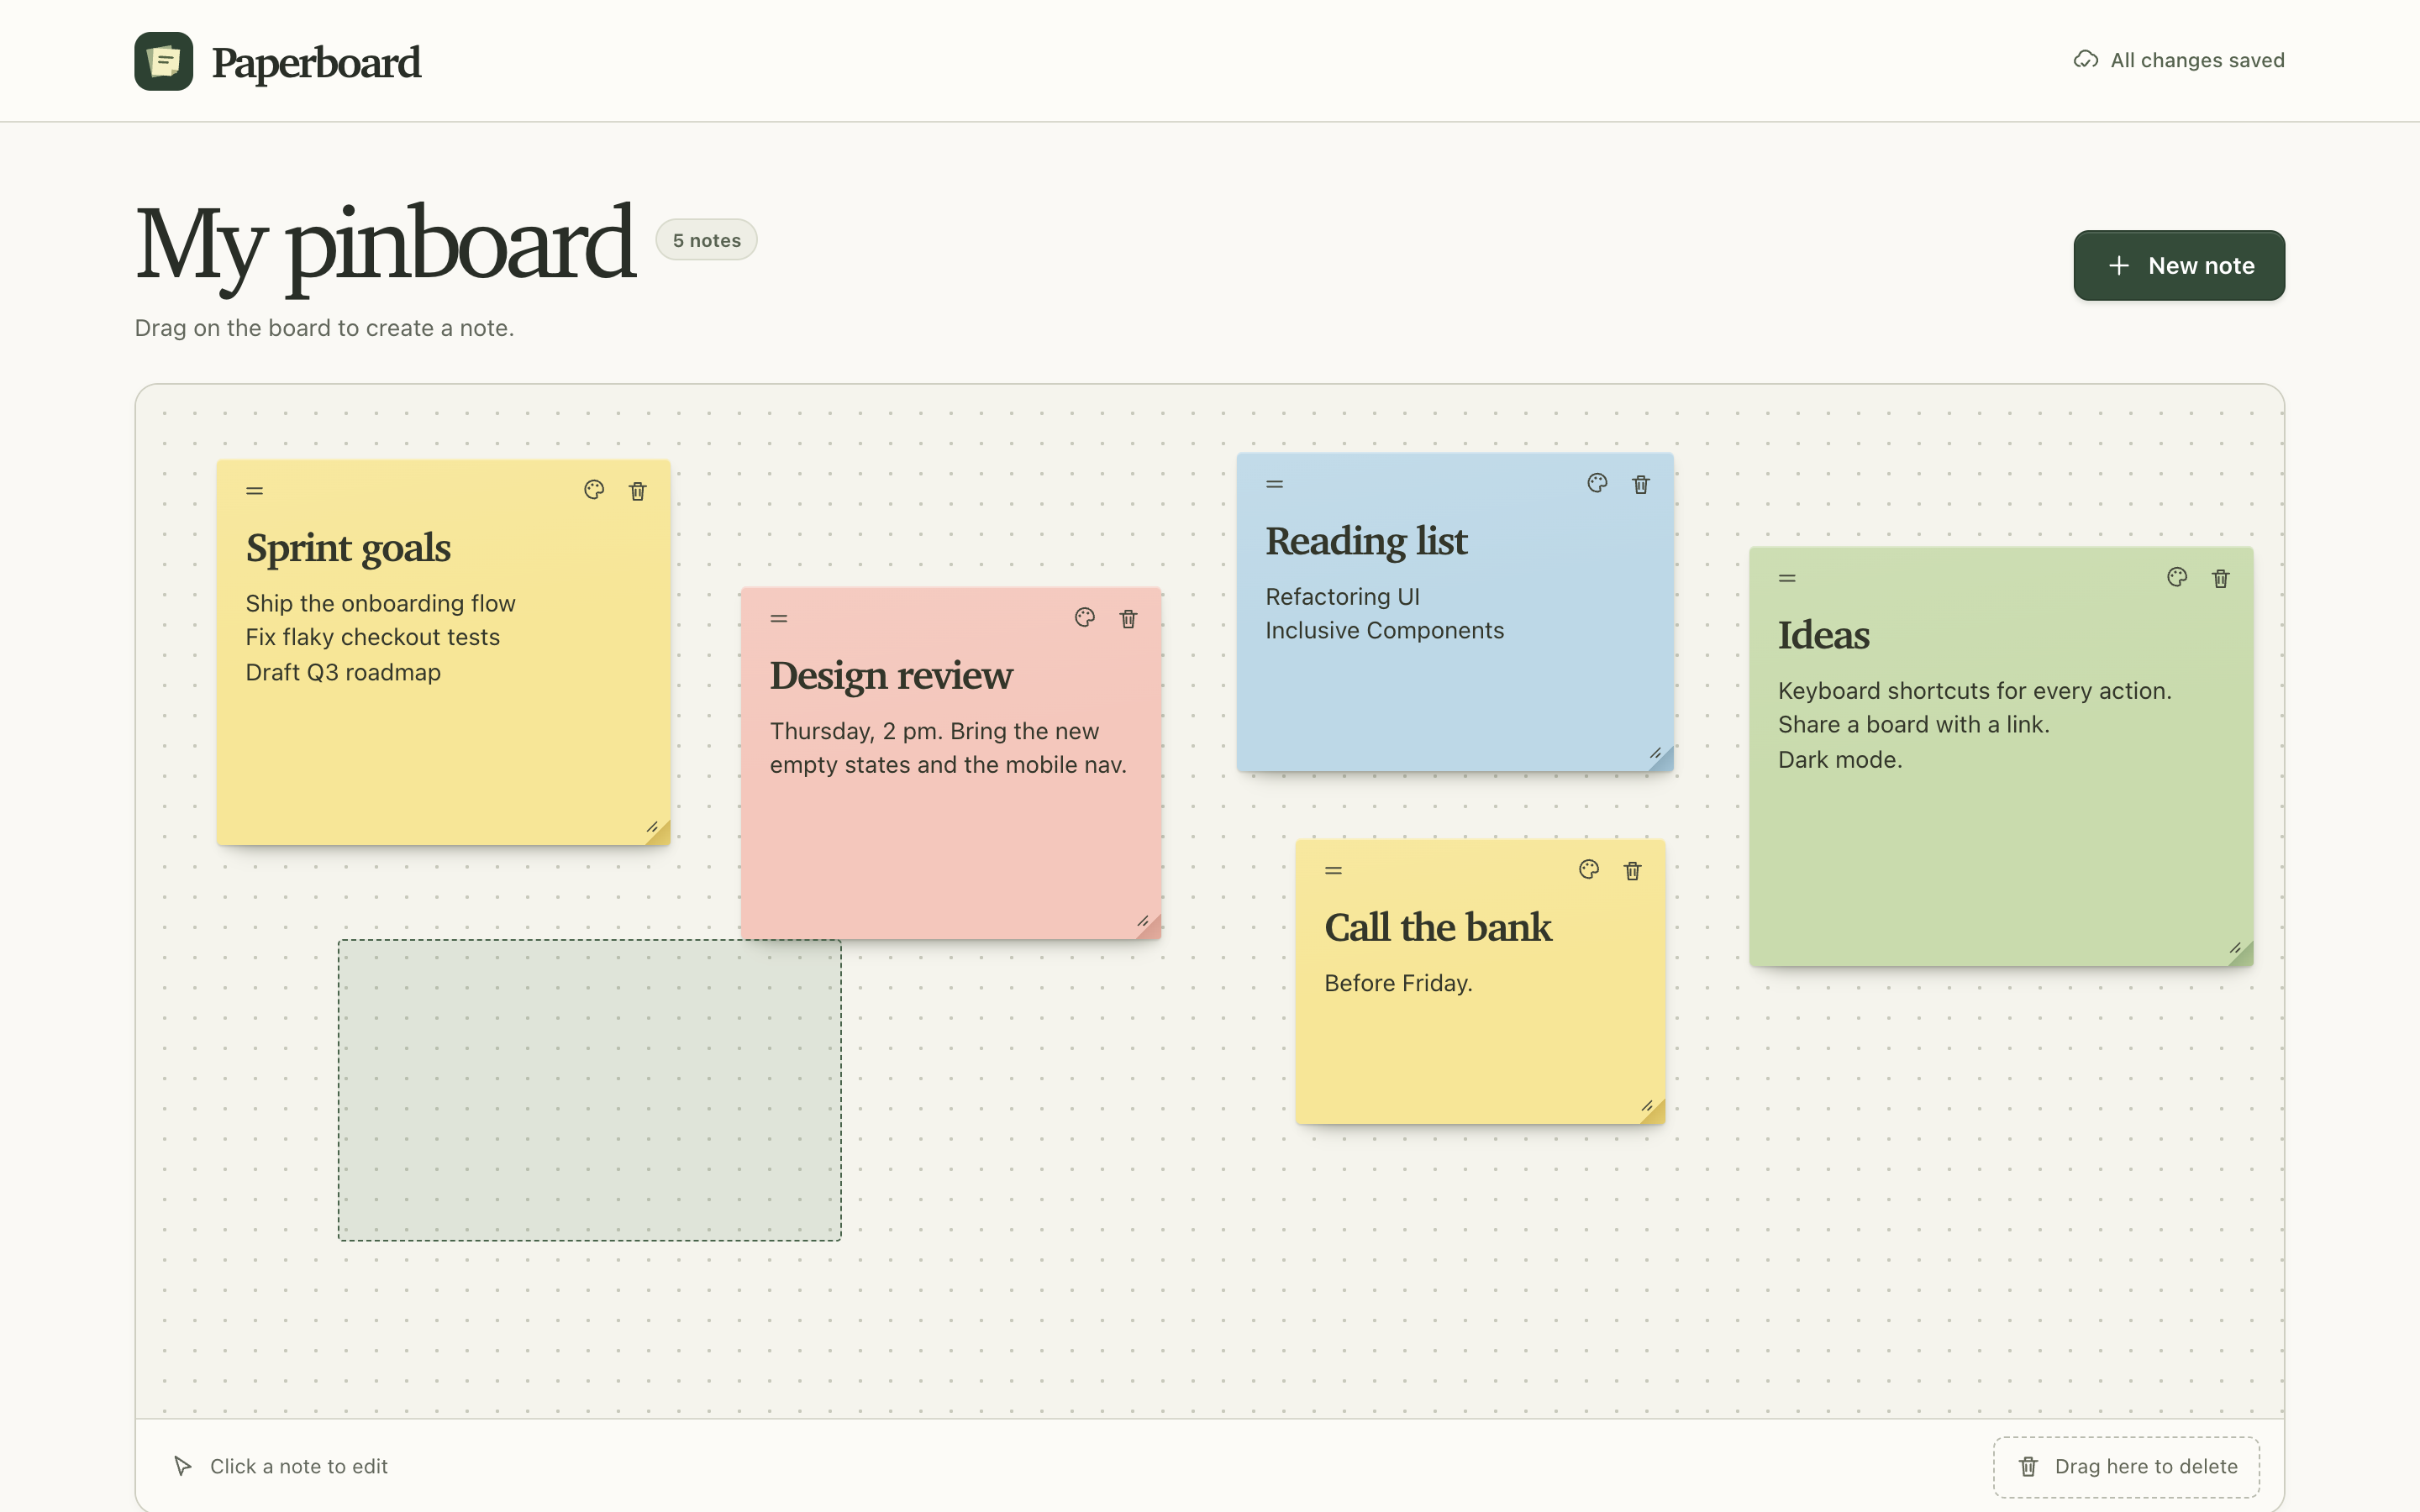 Paperboard
All changes saved
My pinboard
5 notes
New note
Drag on the board to create a note.
Sprint goals
Ship the onboarding flow
Fix flaky checkout tests
Draft Q3 roadmap
Design review
Thursday, 2 pm. Bring the new
empty states and the mobile nav.
Reading list
Refactoring UI
Inclusive Components
Call the bank
Before Friday.
Ideas
Keyboard shortcuts for every action.
Share a board with a link.
Dark mode.
Click a note to edit
Drag here to delete